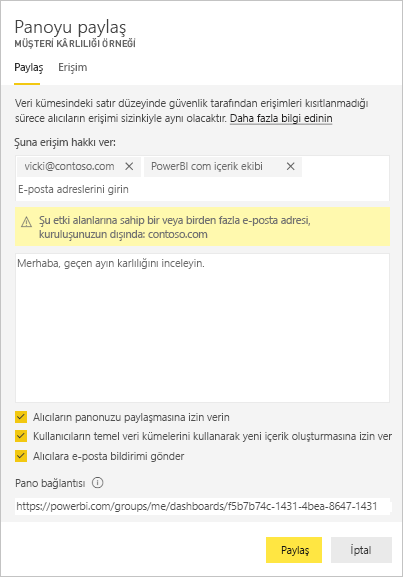 Panoyu paylaş
MÜŞTERİ KÂRLILIĞI ÖRNEĞİ
Paylaş Erişim
Veri kümesindeki satır düzeyinde güvenlik tarafından erişimleri kısıtlanmadığı
sürece alıcıların erişimi sizinkiyle aynı olacaktır. Daha fazla bilgi edinin
Şuna erişim hakkı ver:
vicki@contoso.com PowerBI com içerik ekibi
E-posta adreslerini girin
Şu etki alanlarına sahip bir veya birden fazla e-posta adresi,
kuruluşunuzun dışında: contoso.com
Merhaba, geçen ayın karlılığını inceleyin.
Alıcıların panonuzu paylaşmasına izin verin
Kullanıcıların temel veri kümelerini kullanarak yeni içerik oluşturmasına izin ver
Alıcılara e-posta bildirimi gönder
Pano bağlantısı
https://powerbi.com/groups/me/dashboards/f5b7b74c-1431-4bea-8647-1431
Paylaş İptal